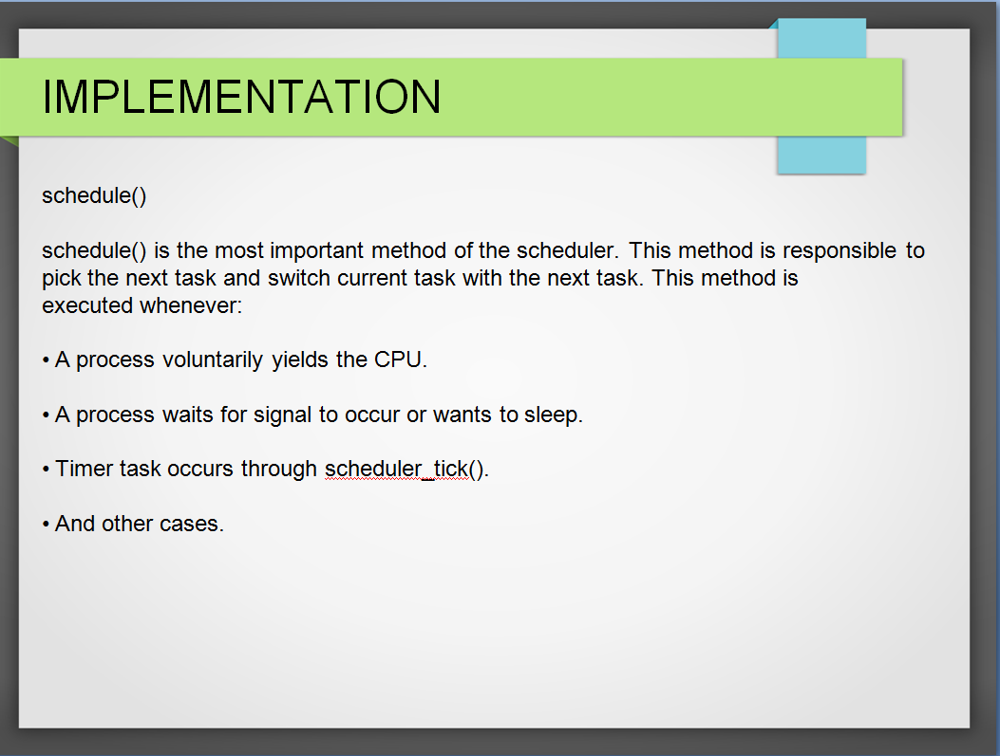 IMPLEMENTATION
schedule()
schedule() is the most important method of the scheduler. This method is responsible to
pick the next task and switch current task with the next task. This method is
executed whenever:
• A process voluntarily yields the CPU.
• A process waits for signal to occur or wants to sleep.
• Timer task occurs through scheduler_tick().
• And other cases.